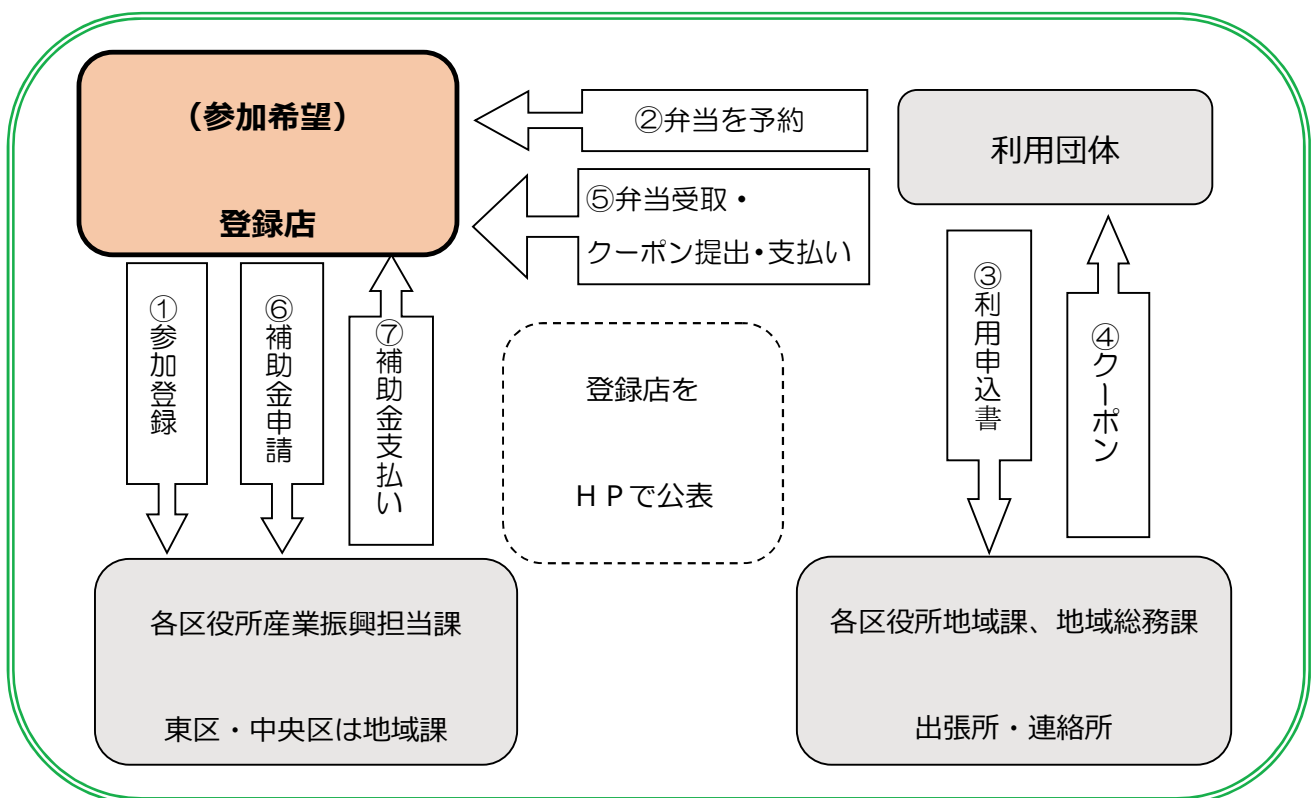 (参加希望)
登録店
②弁当を予約
⑤弁当受取・
クーポン提出・支払い
利用団体
①参加登録
⑥補助金申請
⑦補助金支払い
登録店を
HPで公表
③利用申込書
④クーポン
各区役所産業振興担当課
東区・中央区は地域課
各区役所地域課、地域総務課
出張所・連絡所